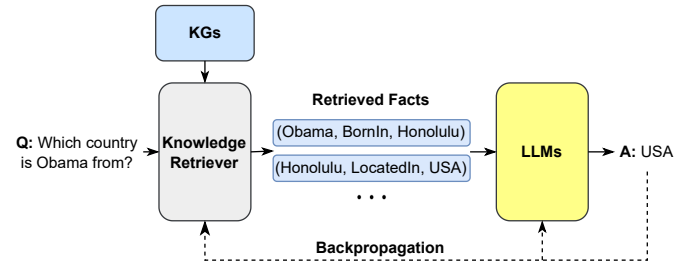 KGs
Retrieved Facts
Q: Which country
is Obama from?
Knowledge
Retriever
(Obama, BornIn, Honolulu)
(Honolulu, LocatedIn, USA)
• • •
LLMs
A: USA
Backpropagation